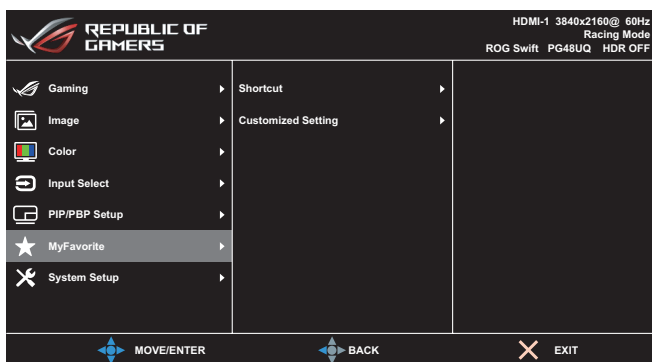 REPUBLIC OF
GAMERS
HDMI-1 3840x2160@ 60Hz
Racing Mode
ROG Swift PG48UQ HDR OFF
Gaming
Shortcut
Image
Customized Setting
Color
Input Select
PIP/PBP Setup
MyFavorite
System Setup
MOVE/ENTER
BACK
EXIT